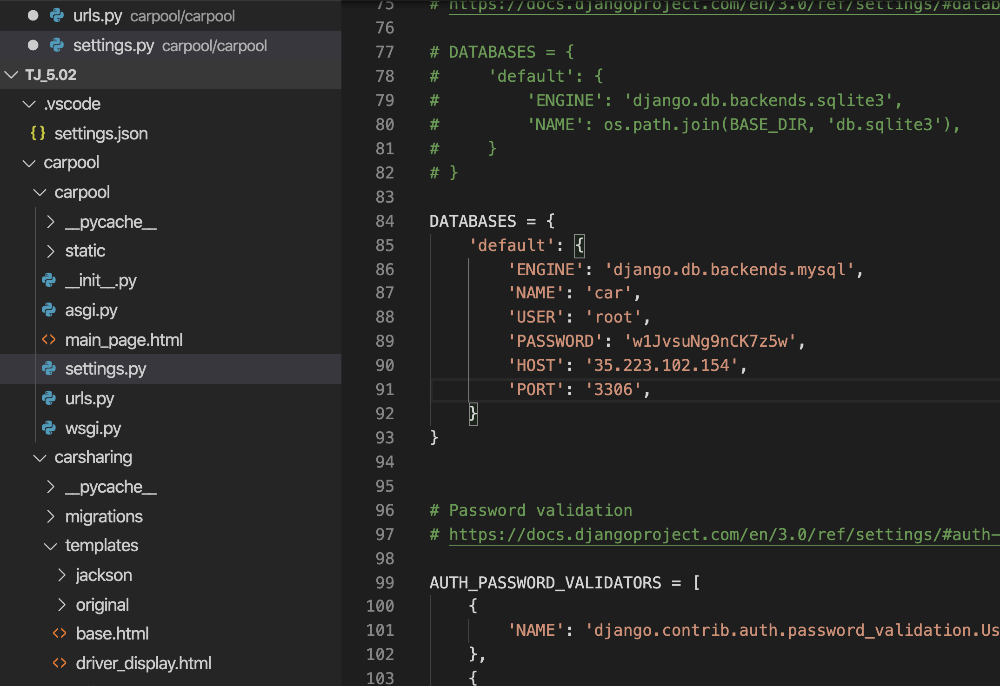 urls.py carpool/carpool
settings.py carpool/carpool
TJ_5.02
.vscode
{} settings.json
carpool
carpool
__pycache__
static
__init__.py
asgi.py
<> main_page.html
settings.py
urls.py
wsgi.py
carsharing
__pycache__
migrations
templates
jackson
original
<> base.html
<> driver_display.html
75 # https://docs.djangoproject.com/en/3.0/ref/settings/#datab
76
77 # DATABASES = {
78 #     'default': {
79 #         'ENGINE': 'django.db.backends.sqlite3',
80 #         'NAME': os.path.join(BASE_DIR, 'db.sqlite3'),
81 #     }
82 # }
83
84 DATABASES = {
85     'default': {
86         'ENGINE': 'django.db.backends.mysql',
87         'NAME': 'car',
88         'USER': 'root',
89         'PASSWORD': 'w1JvsuNg9nCK7z5w',
90         'HOST': '35.223.102.154',
91         'PORT': '3306',
92     }
93 }
94
95
96 # Password validation
97 # https://docs.djangoproject.com/en/3.0/ref/settings/#auth-
98
99 AUTH_PASSWORD_VALIDATORS = [
100     {
101         'NAME': 'django.contrib.auth.password_validation.Us
102     },
103     {